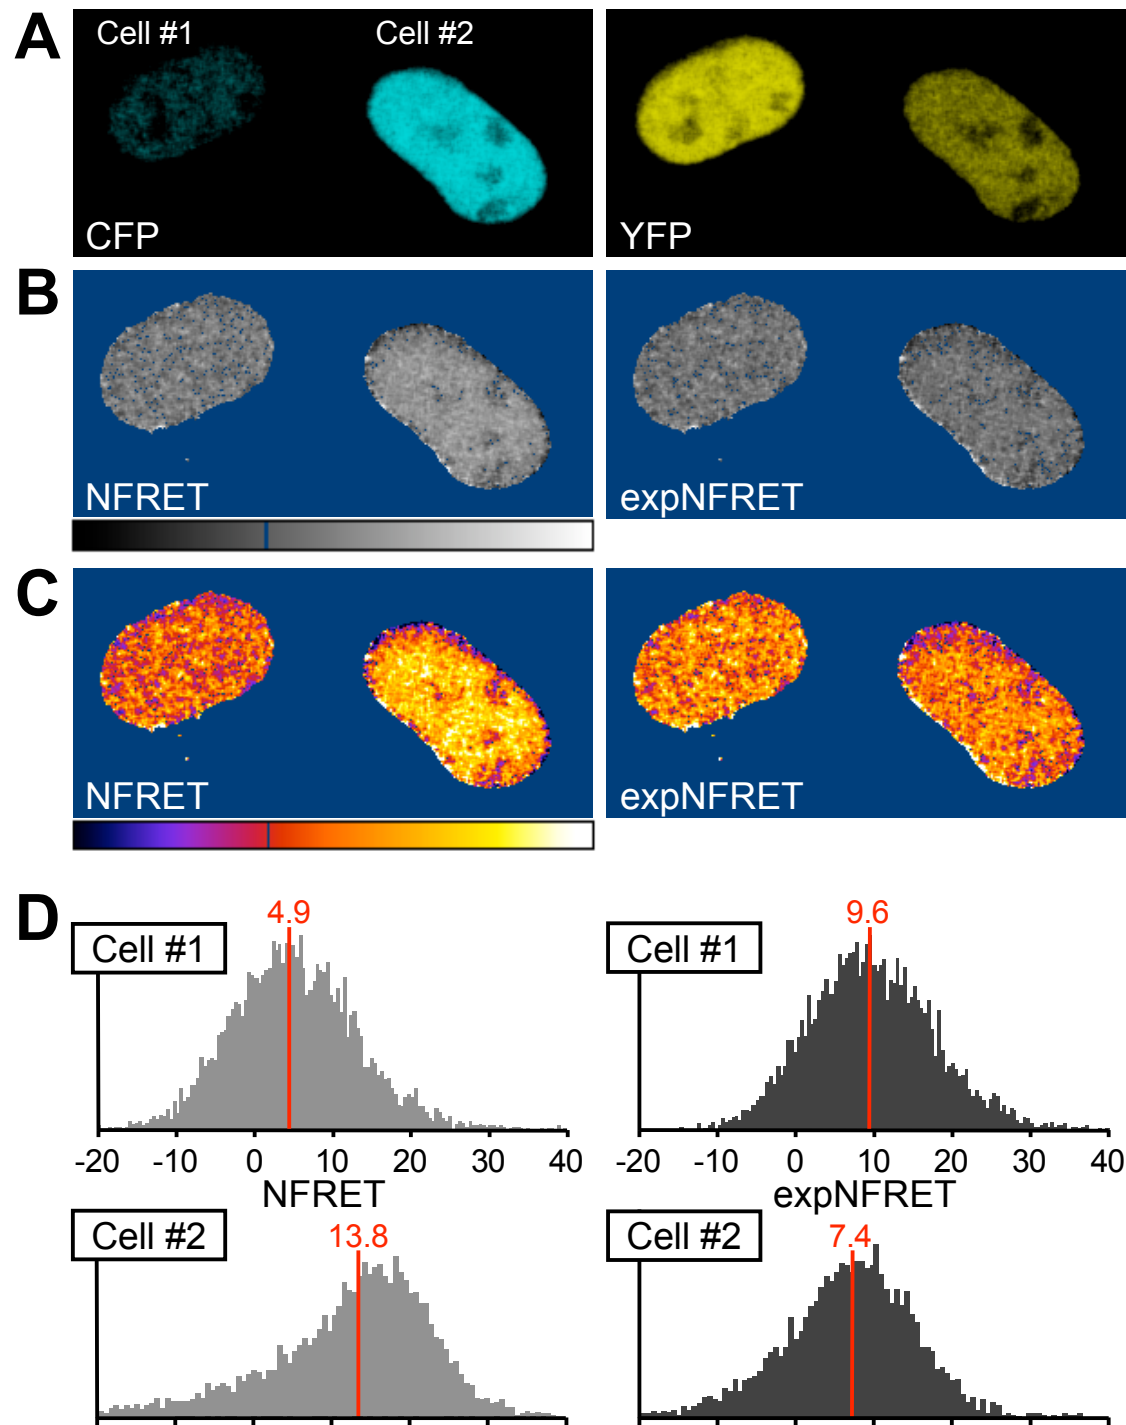 A
Cell #1
Cell #2
CFP
YFP
B
NFRET
expNFRET
C
NFRET
expNFRET
D
Cell #1
4.9
Cell #1
9.6
-20 -10 0 10 20 30 40
-20 -10 0 10 20 30 40
NFRET
expNFRET
Cell #2
13.8
Cell #2
7.4